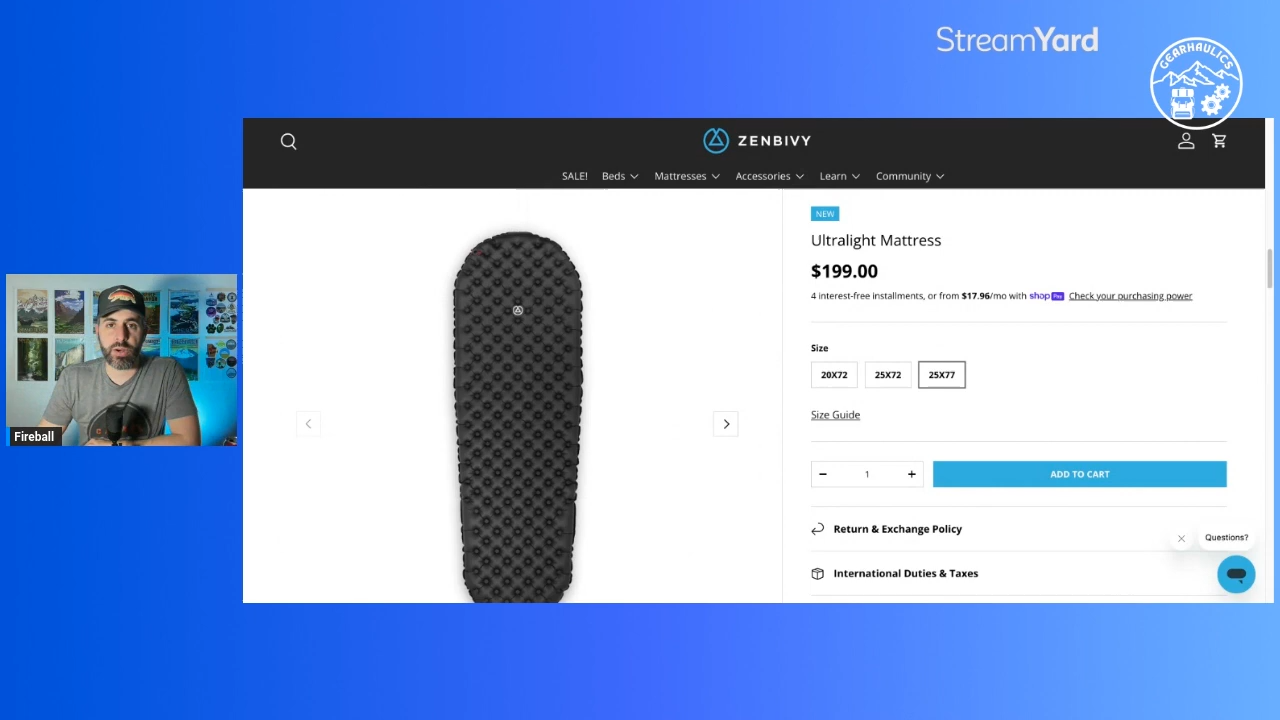 StreamYard
GEARHAULICS
ZENBIVY
SALE! Beds Mattresses Accessories Learn Community
NEW
Ultralight Mattress
$199.00
4 interest-free installments, or from $17.96/mo with shop Pay Check your purchasing power
Size
20X72 25X72 25X77
Size Guide
- 1 + ADD TO CART
Return & Exchange Policy
Questions?
International Duties & Taxes
Fireball